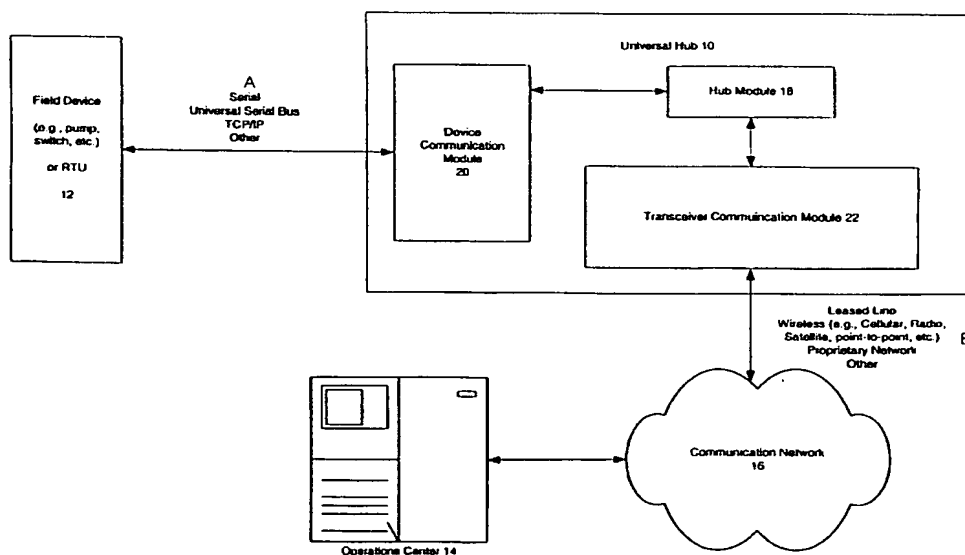 Universal Hub 10
A
Serial
Universal Serial Bus
TCP/IP
Other
Field Device
(e.g., pump,
switch, etc.)
or RTU
12
Device
Communication
Module
20
Hub Module 18
Transceiver Commuincation Module 22
Leased Line
Wireless (e.g., Cellular, Radio,
Satellite, point-to-point, etc.)
Proprietary Network
Other
Communication Network
16
Operations Center 14